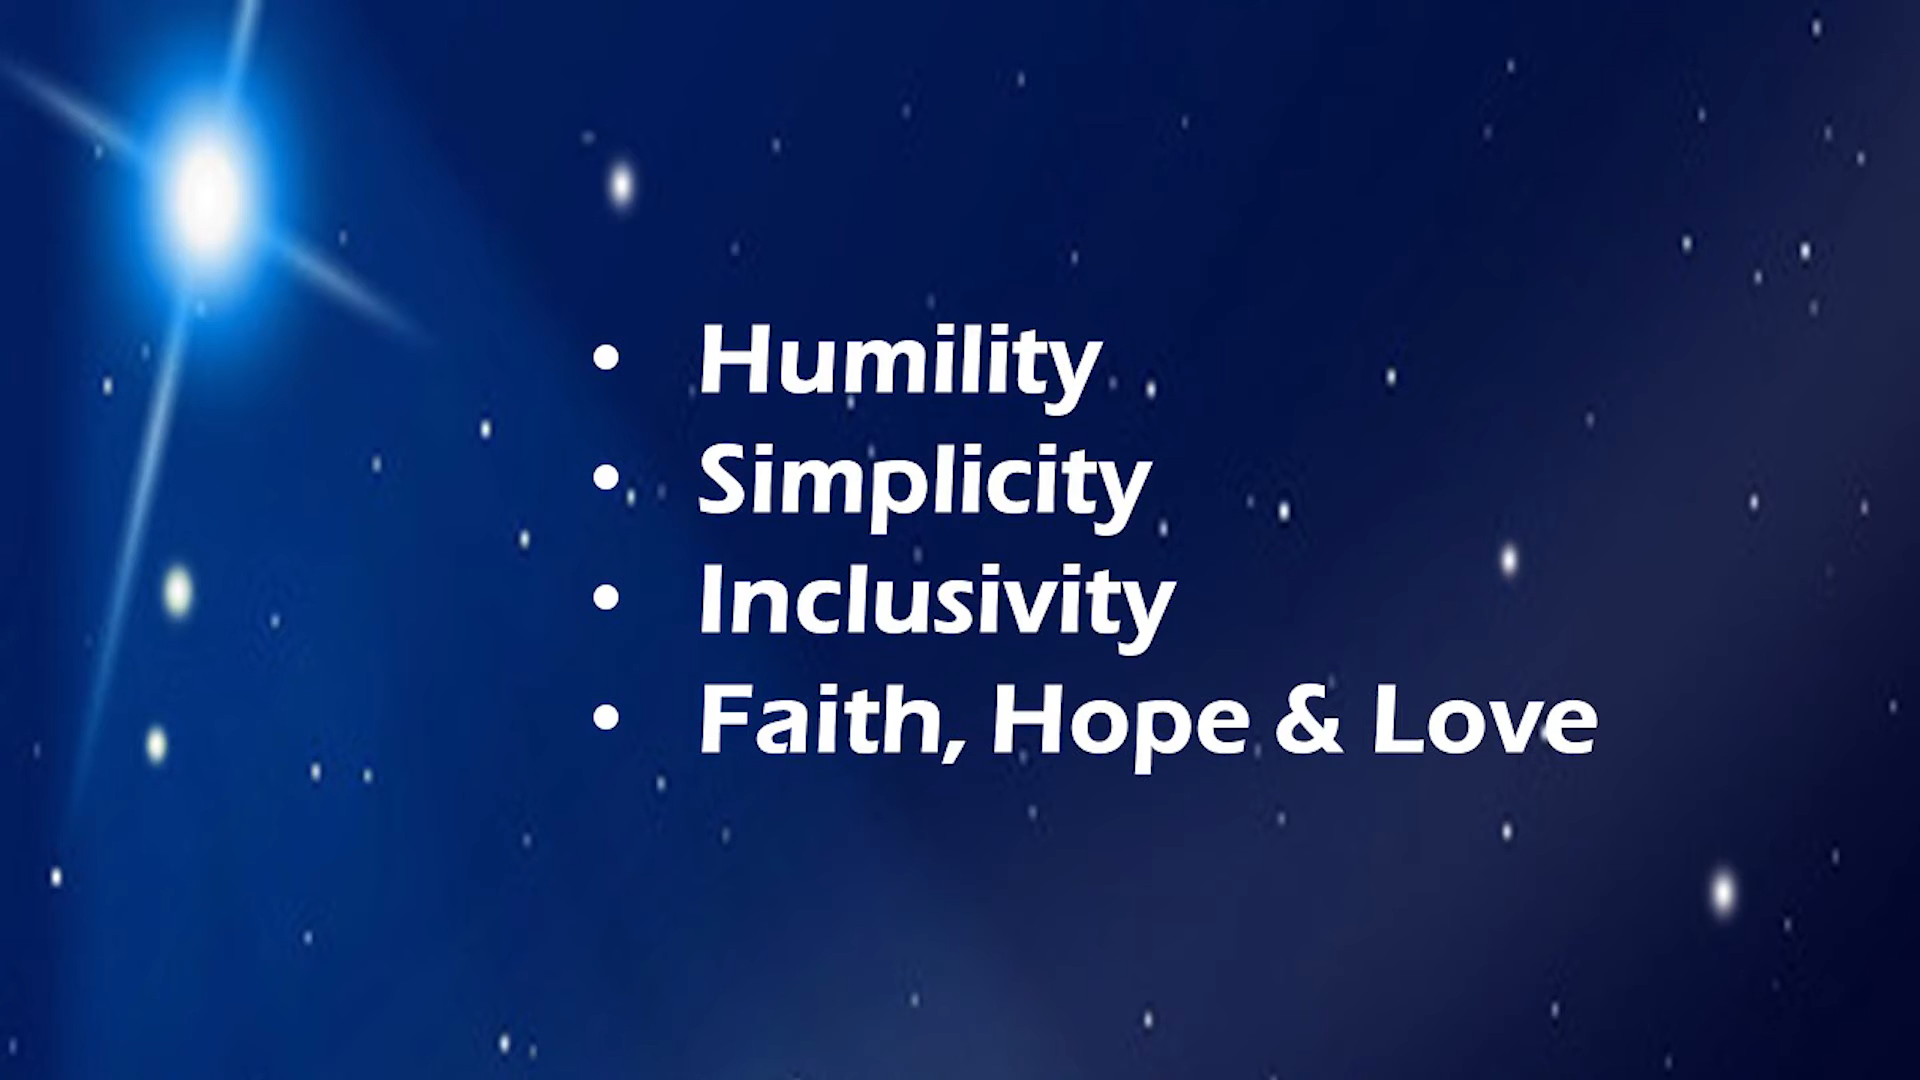 • Humility
• Simplicity
• Inclusivity
• Faith, Hope & Love